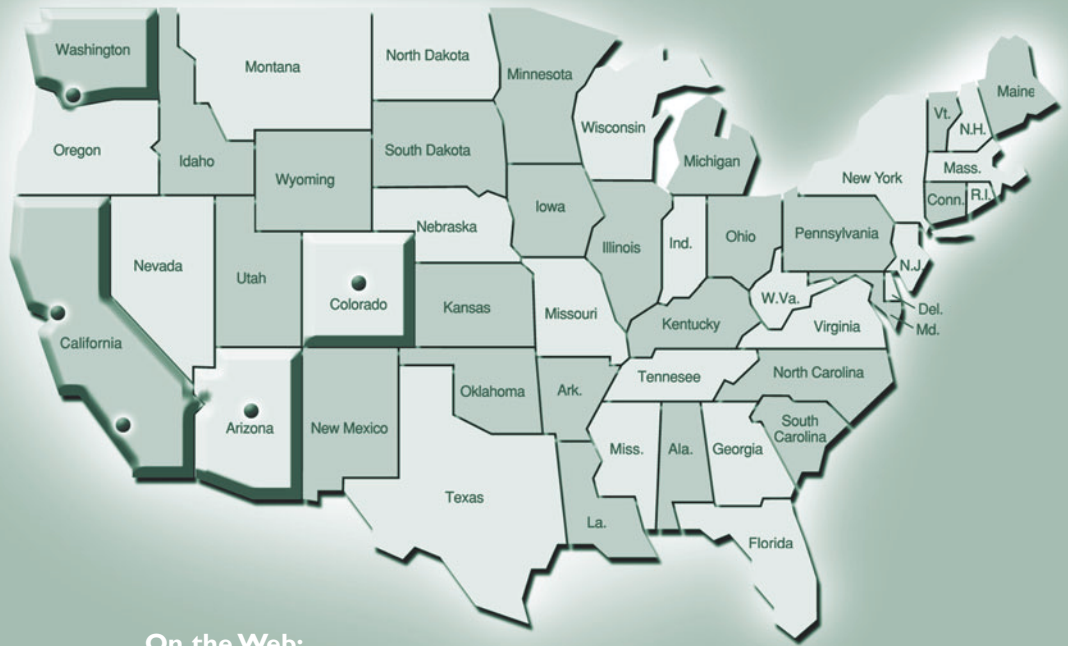 Washington
Montana
North Dakota
Minnesota
Wisconsin
Michigan
Maine
Vt.
N.H.
Mass.
New York
Conn.
R.I.
Oregon
Idaho
South Dakota
Wyoming
Nebraska
Iowa
Illinois
Ind.
Ohio
Pennsylvania
N.J.
Nevada
Utah
Colorado
Kansas
Missouri
Kentucky
W.Va.
Virginia
Del.
Md.
California
Arizona
New Mexico
Oklahoma
Ark.
Tennessee
North Carolina
South
Carolina
Texas
La.
Miss.
Ala.
Georgia
Florida
On the Web: